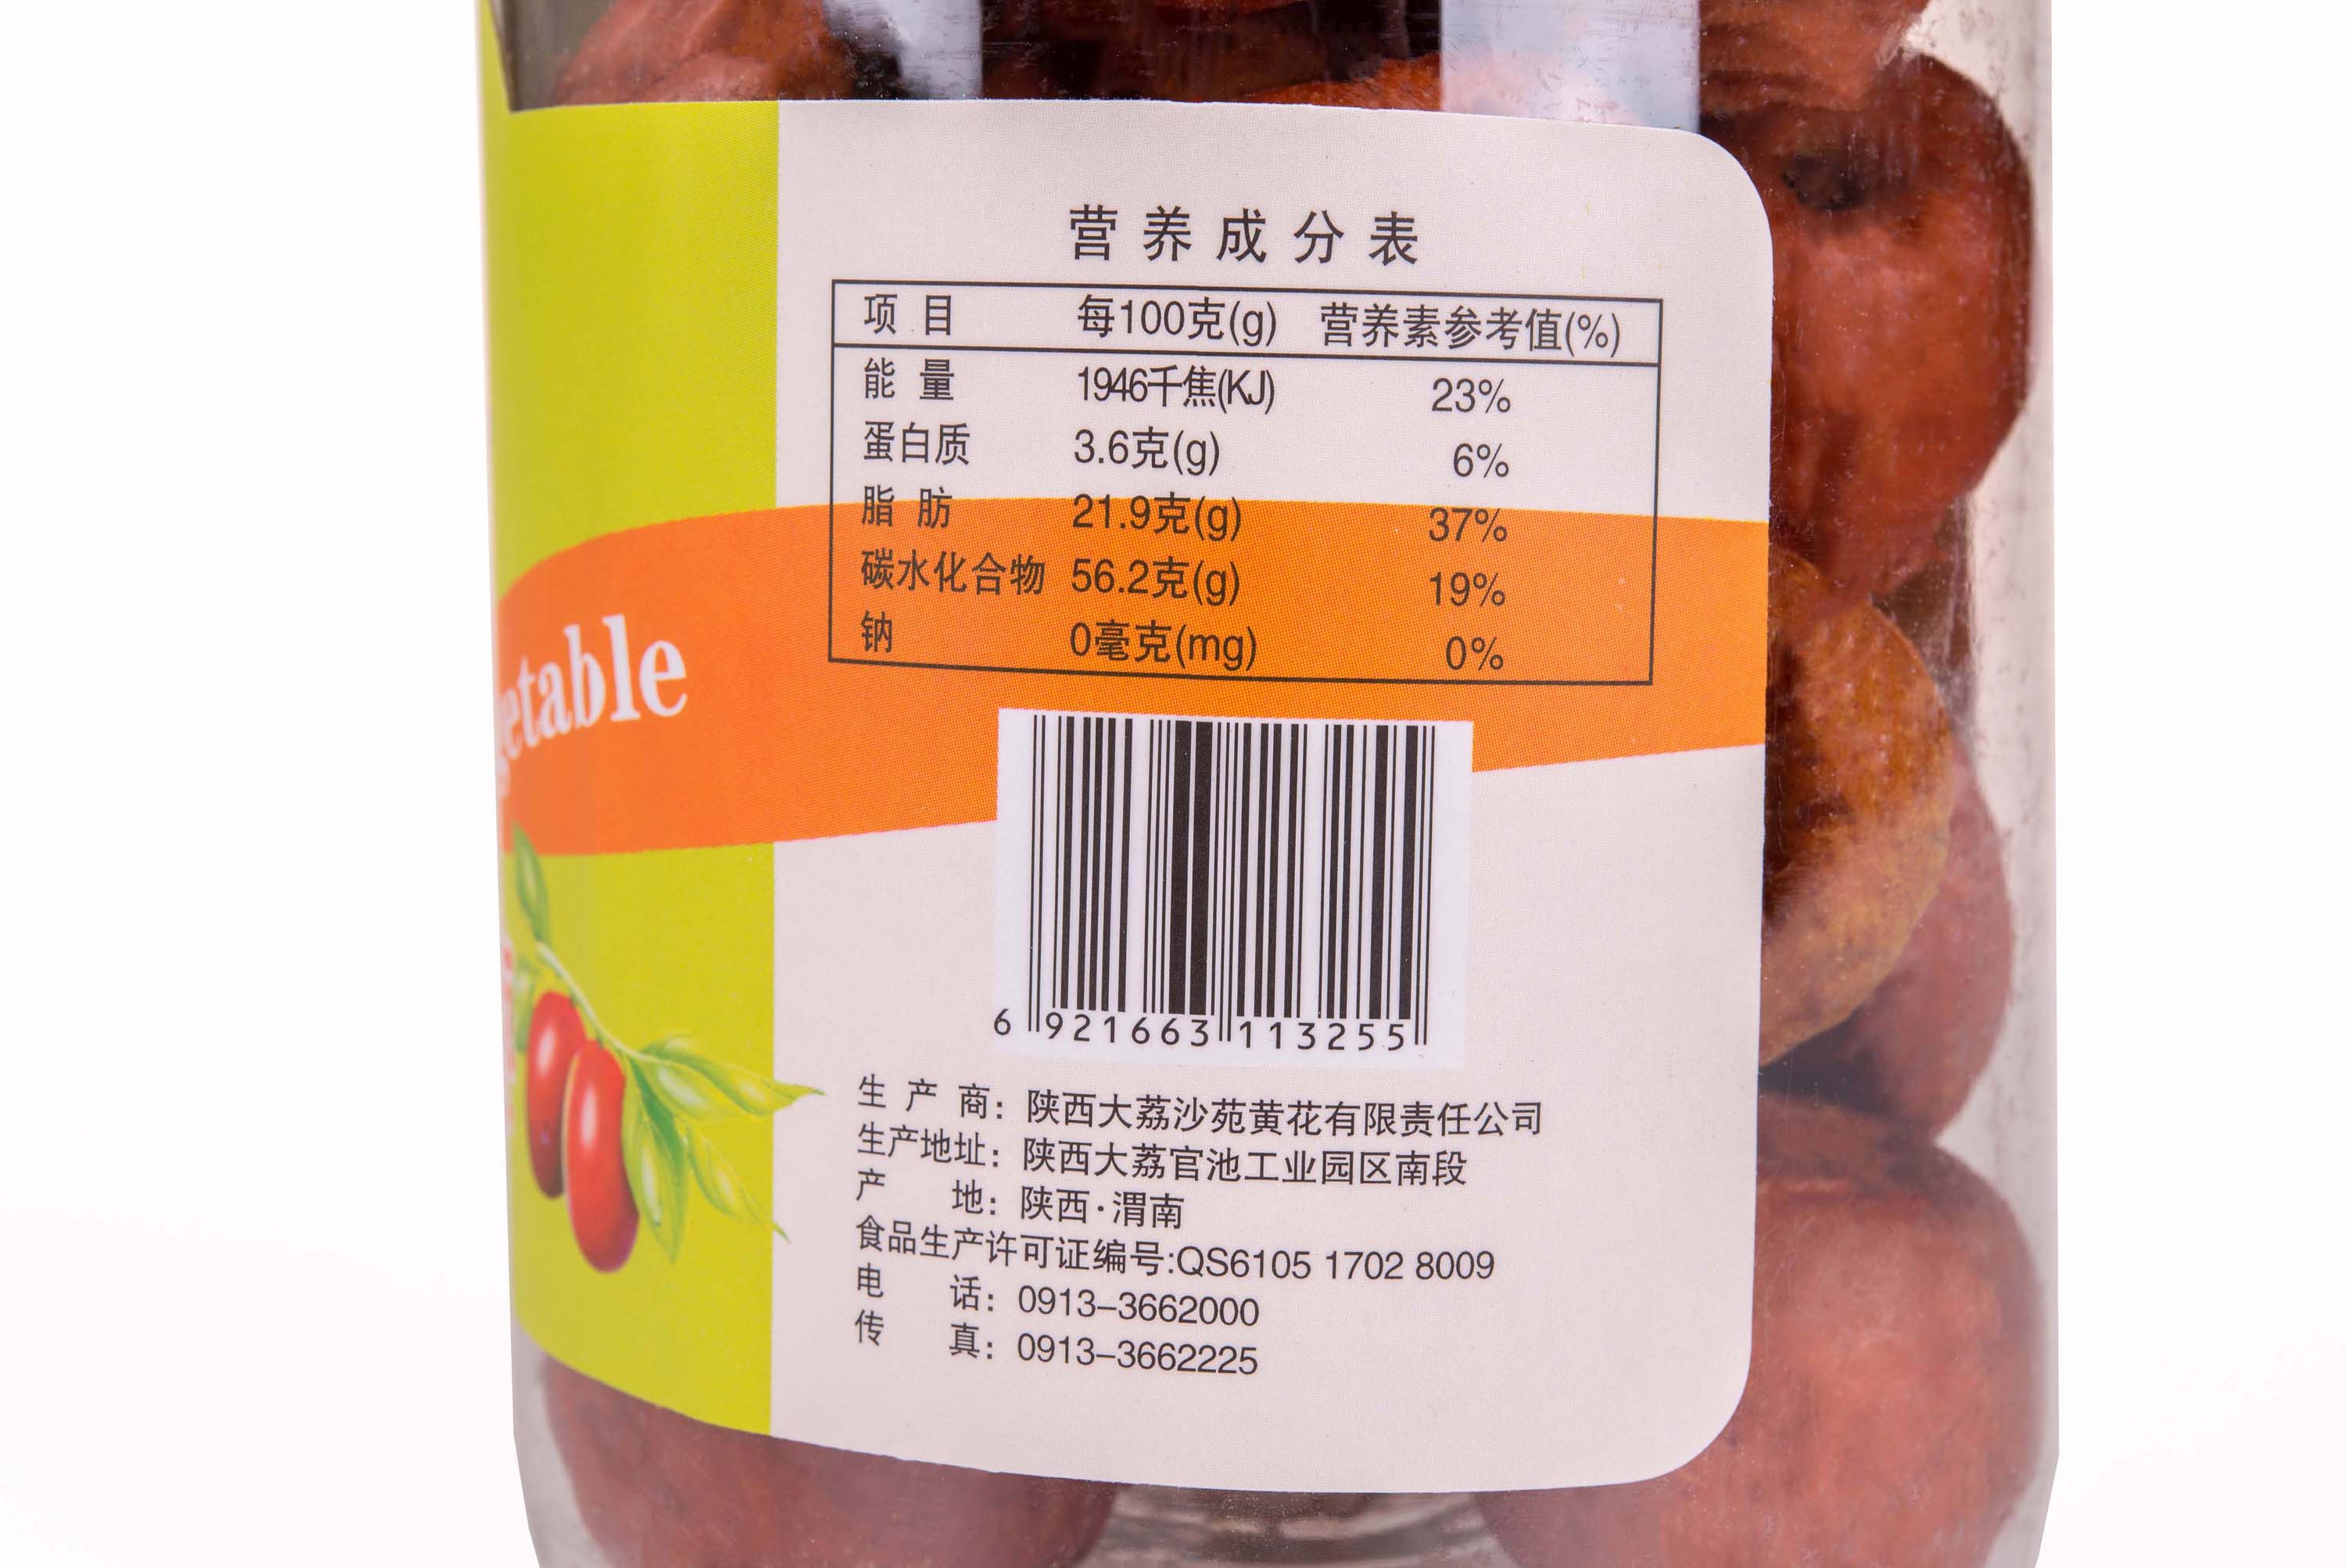 营养成分表
项目 每100克(g) 营养素参考值(%)
能量 1946千焦(KJ) 23%
蛋白质 3.6克(g) 6%
脂肪 21.9克(g) 37%
碳水化合物 56.2克(g) 19%
钠 0毫克(mg) 0%
etable
6 921663 113255
生产商：陕西大荔沙苑黄花有限责任公司
生产地址：陕西大荔官池工业园区南段
产地：陕西·渭南
食品生产许可证编号:QS6105 1702 8009
电话：0913-3662000
传真：0913-3662225